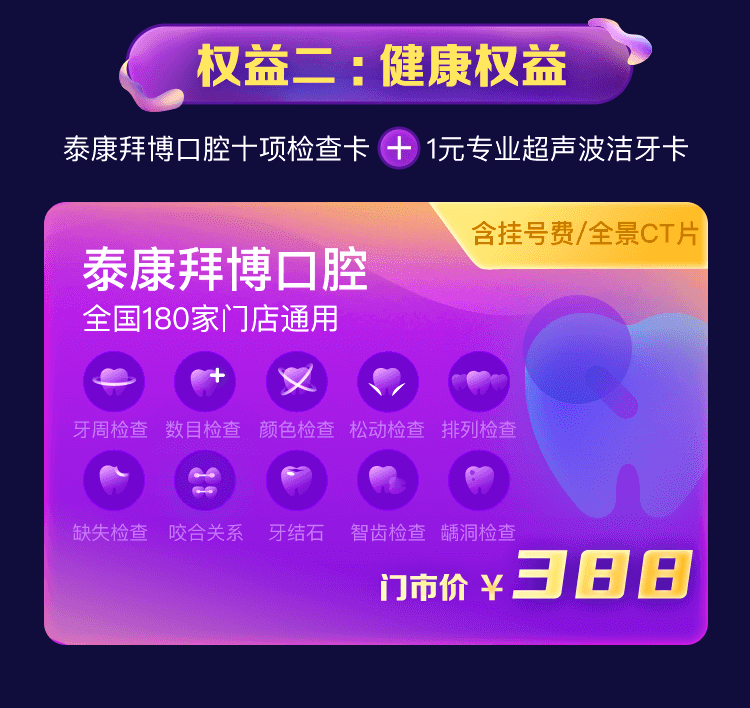 权益二：健康权益
泰康拜博口腔十项检查卡 + 1元专业超声波洁牙卡
含挂号费/全景CT片
泰康拜博口腔
全国180家门店通用
牙周检查 数目检查 颜色检查 松动检查 排列检查
缺失检查 咬合关系 牙结石 智齿检查 龋洞检查
门市价 ¥388